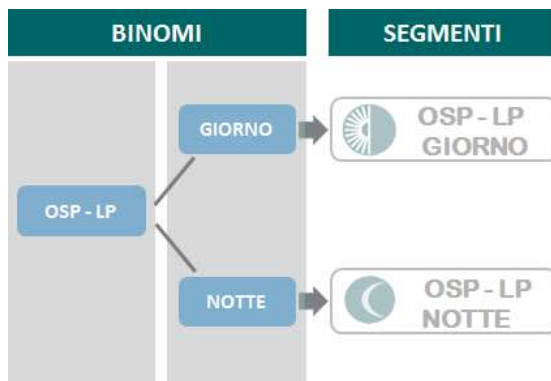 BINOMI
SEGMENTI
GIORNO
OSP - LP
GIORNO
OSP - LP
NOTTE
OSP - LP
NOTTE